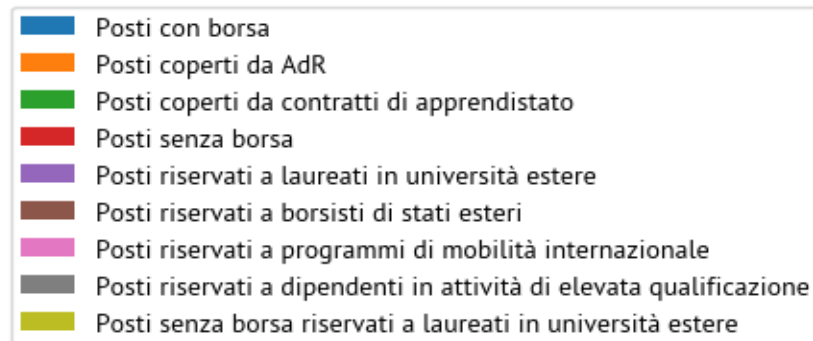 Posti con borsa
Posti coperti da AdR
Posti coperti da contratti di apprendistato
Posti senza borsa
Posti riservati a laureati in università estere
Posti riservati a borsisti di stati esteri
Posti riservati a programmi di mobilità internazionale
Posti riservati a dipendenti in attività di elevata qualificazione
Posti senza borsa riservati a laureati in università estere